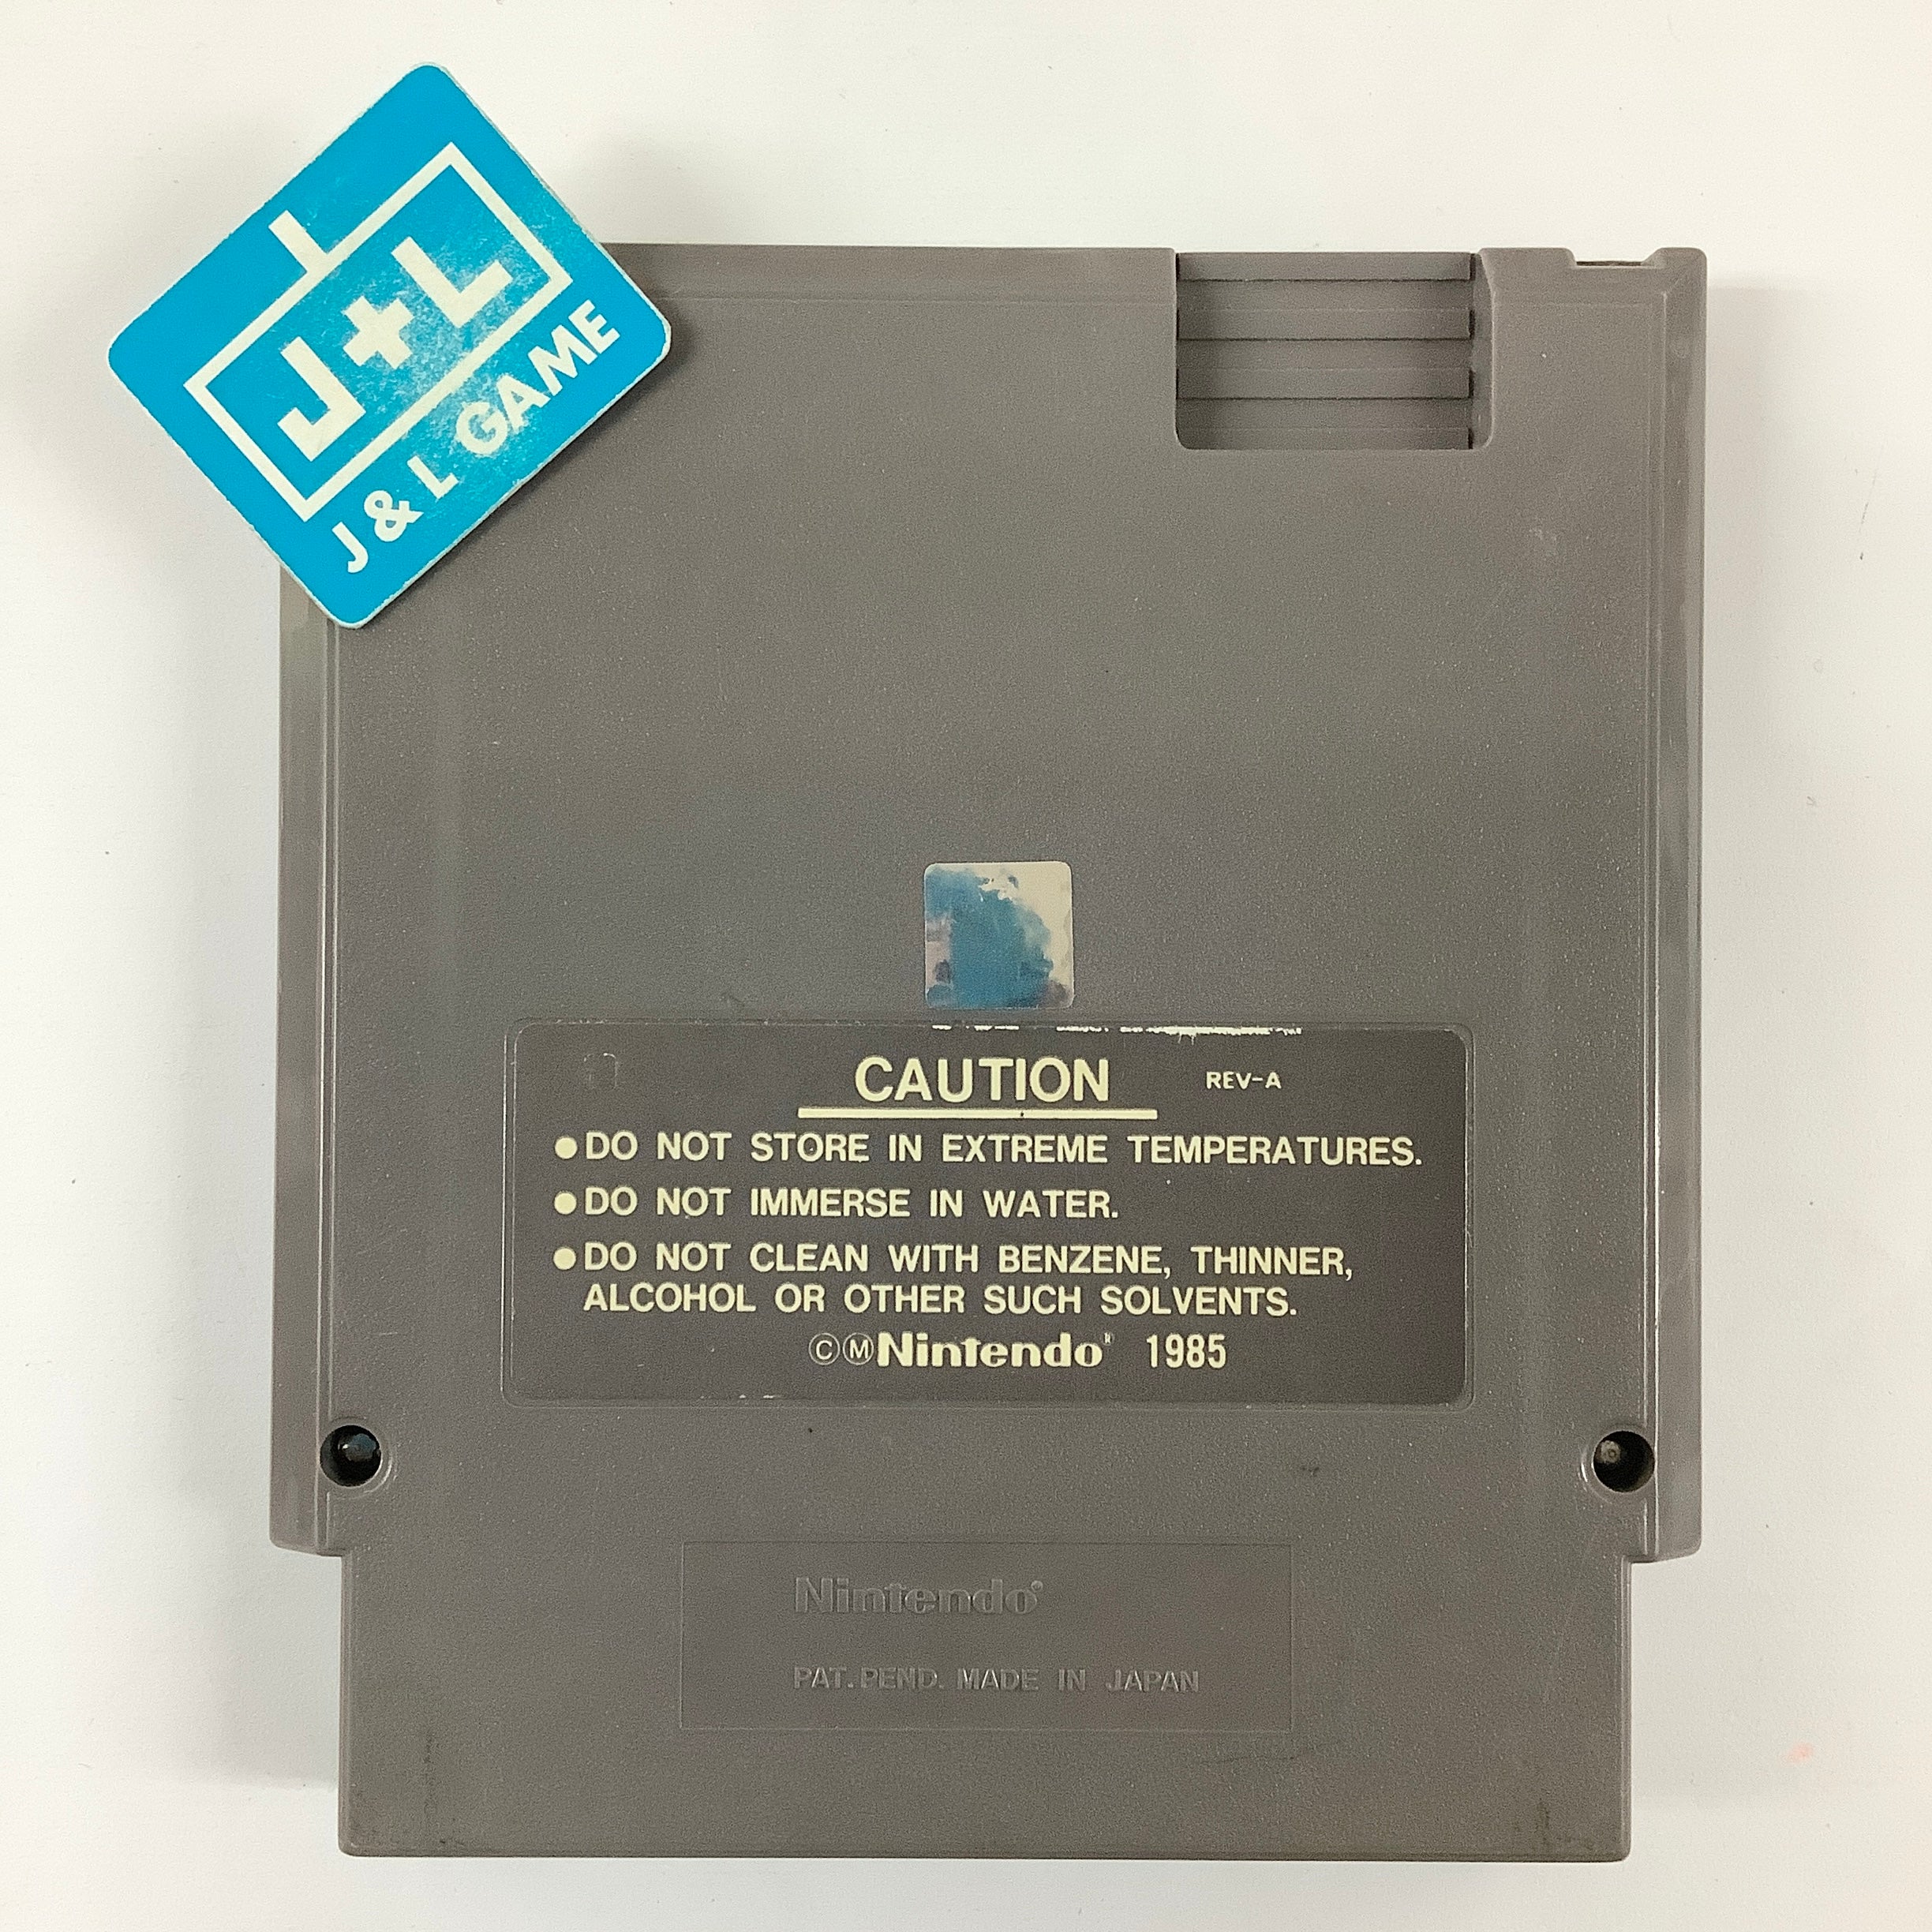 J+L
J & L GAME
CAUTION REV-A
●DO NOT STORE IN EXTREME TEMPERATURES.
●DO NOT IMMERSE IN WATER.
●DO NOT CLEAN WITH BENZENE, THINNER,
ALCOHOL OR OTHER SUCH SOLVENTS.
©ⓂNintendo® 1985
Nintendo®
PAT. PEND. MADE IN JAPAN